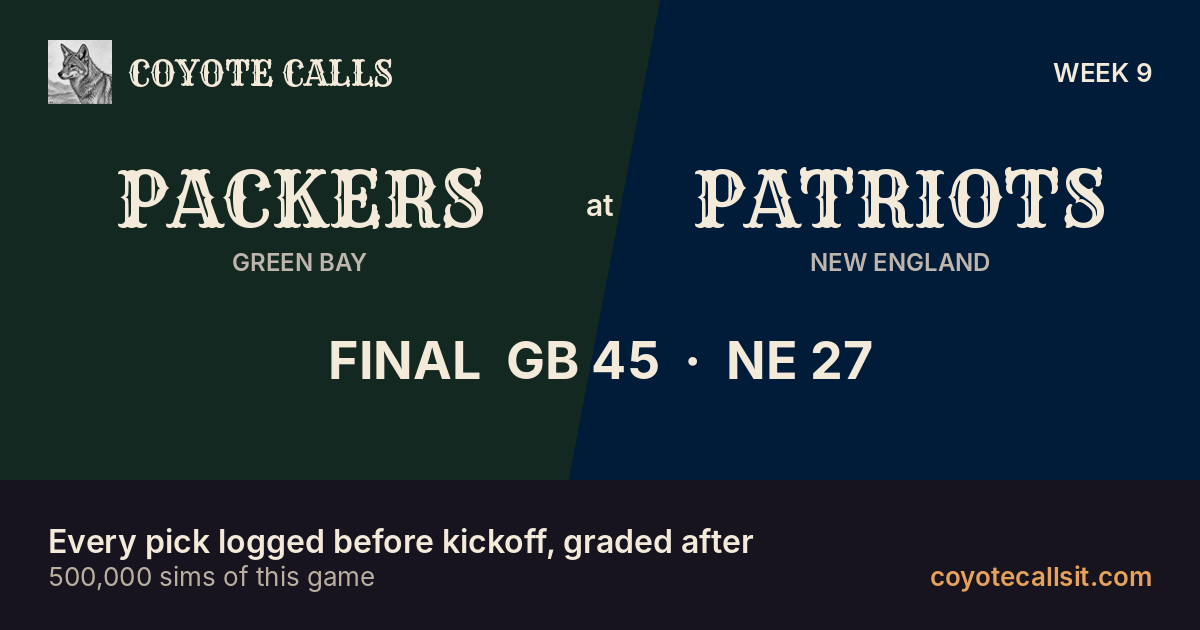 COYOTE CALLS
WEEK 9
PACKERS at PATRIOTS
GREEN BAY
NEW ENGLAND
FINAL GB 45 · NE 27
Every pick logged before kickoff, graded after
500,000 sims of this game
coyotecallsit.com